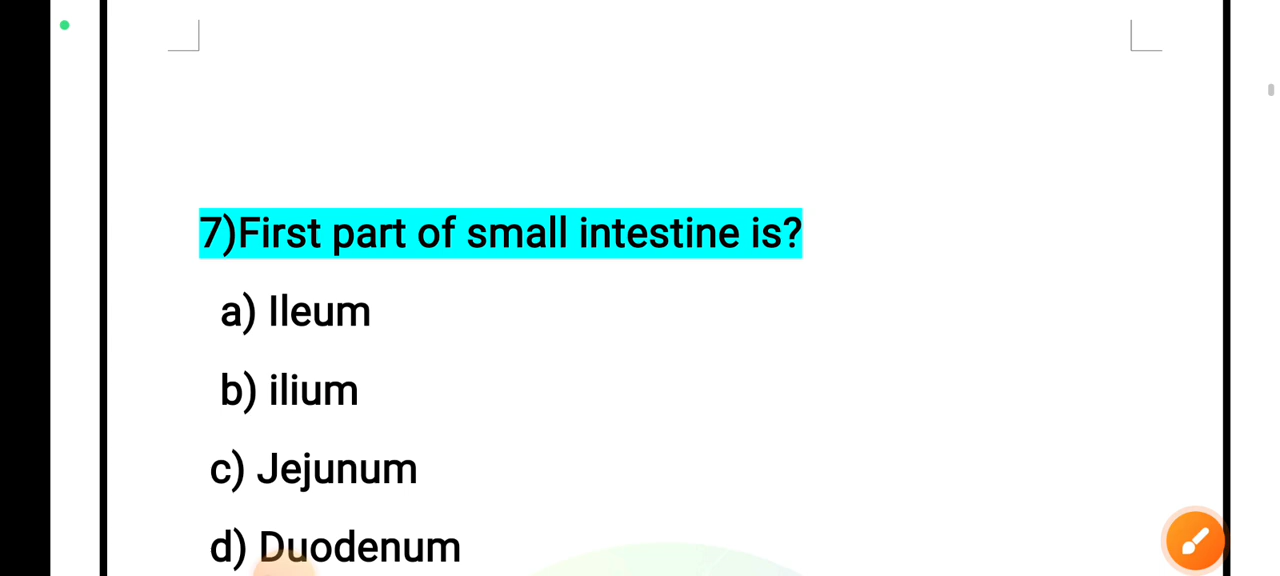 7)First part of small intestine is?
a) Ileum
b) ilium
c) Jejunum
d) Duodenum